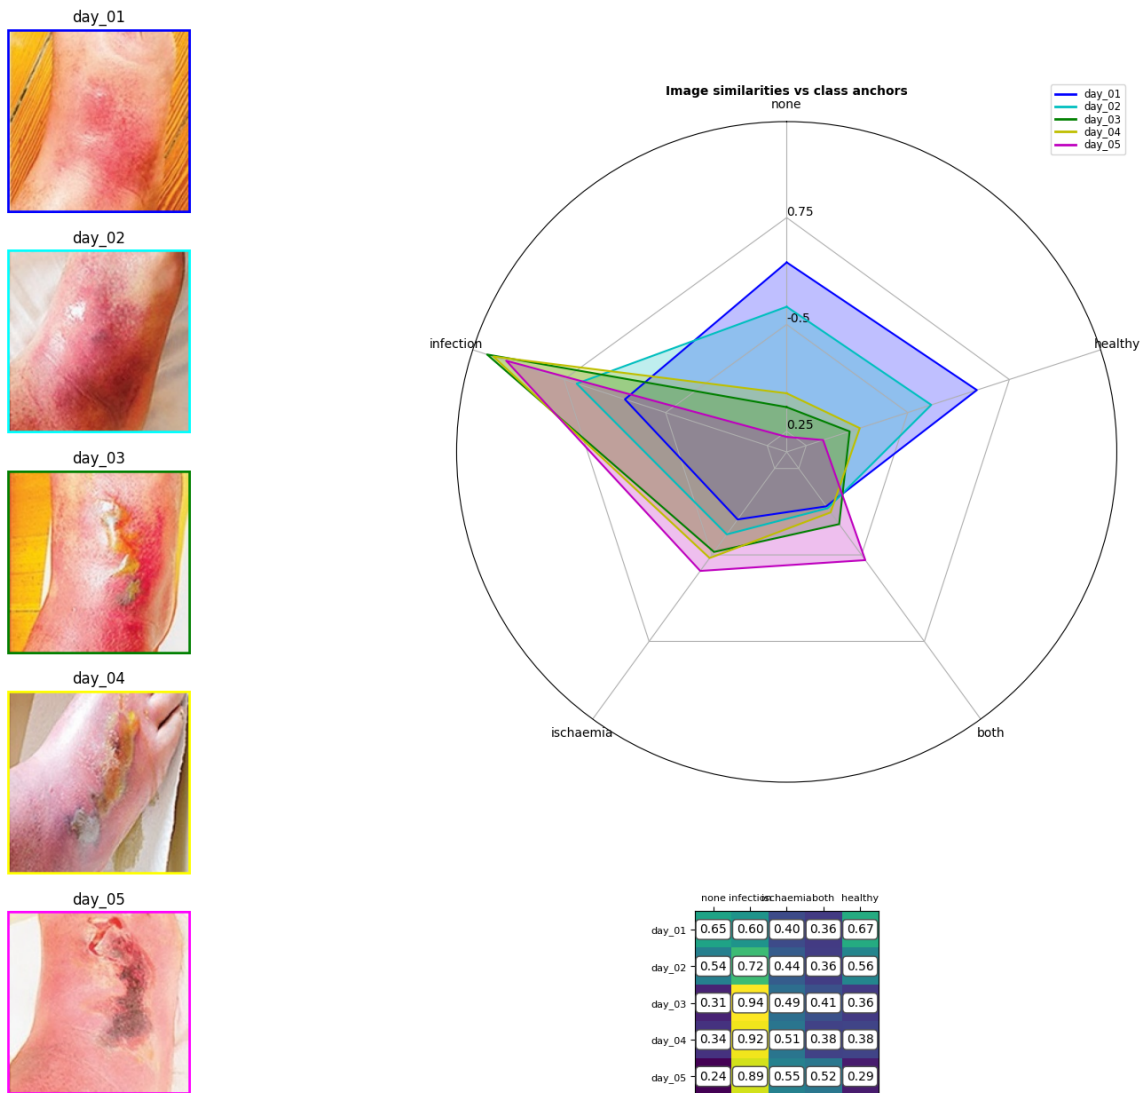 day_01
day_02
day_03
day_04
day_05
Image similarities vs class anchors
none
healthy
infection
ischaemia
both
0.75
-0.5
0.25
day_01
day_02
day_03
day_04
day_05
none infection ischaemia both healthy
day_01 0.65 0.60 0.40 0.36 0.67
day_02 0.54 0.72 0.44 0.36 0.56
day_03 0.31 0.94 0.49 0.41 0.36
day_04 0.34 0.92 0.51 0.38 0.38
day_05 0.24 0.89 0.55 0.52 0.29